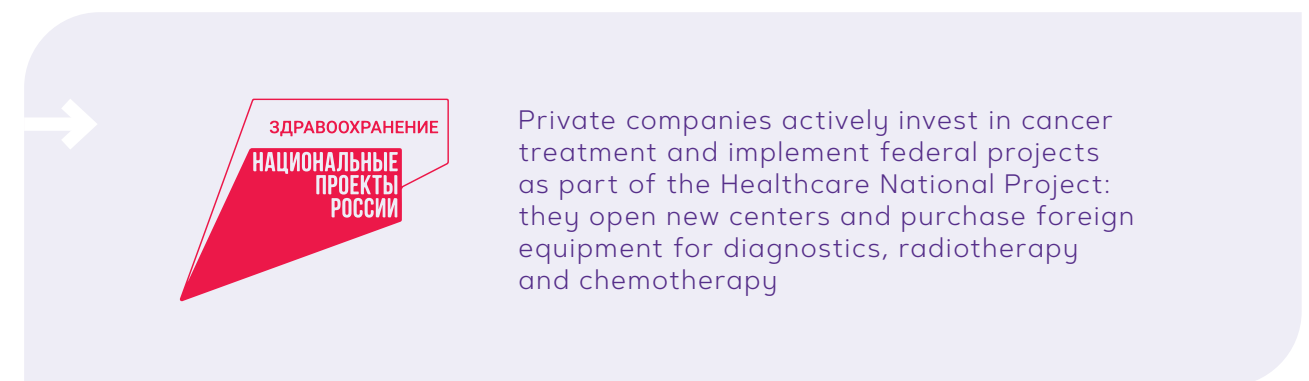 ЗДРАВООХРАНЕНИЕ
НАЦИОНАЛЬНЫЕ
ПРОЕКТЫ
РОССИИ
Private companies actively invest in cancer
treatment and implement federal projects
as part of the Healthcare National Project:
they open new centers and purchase foreign
equipment for diagnostics, radiotherapy
and chemotherapy